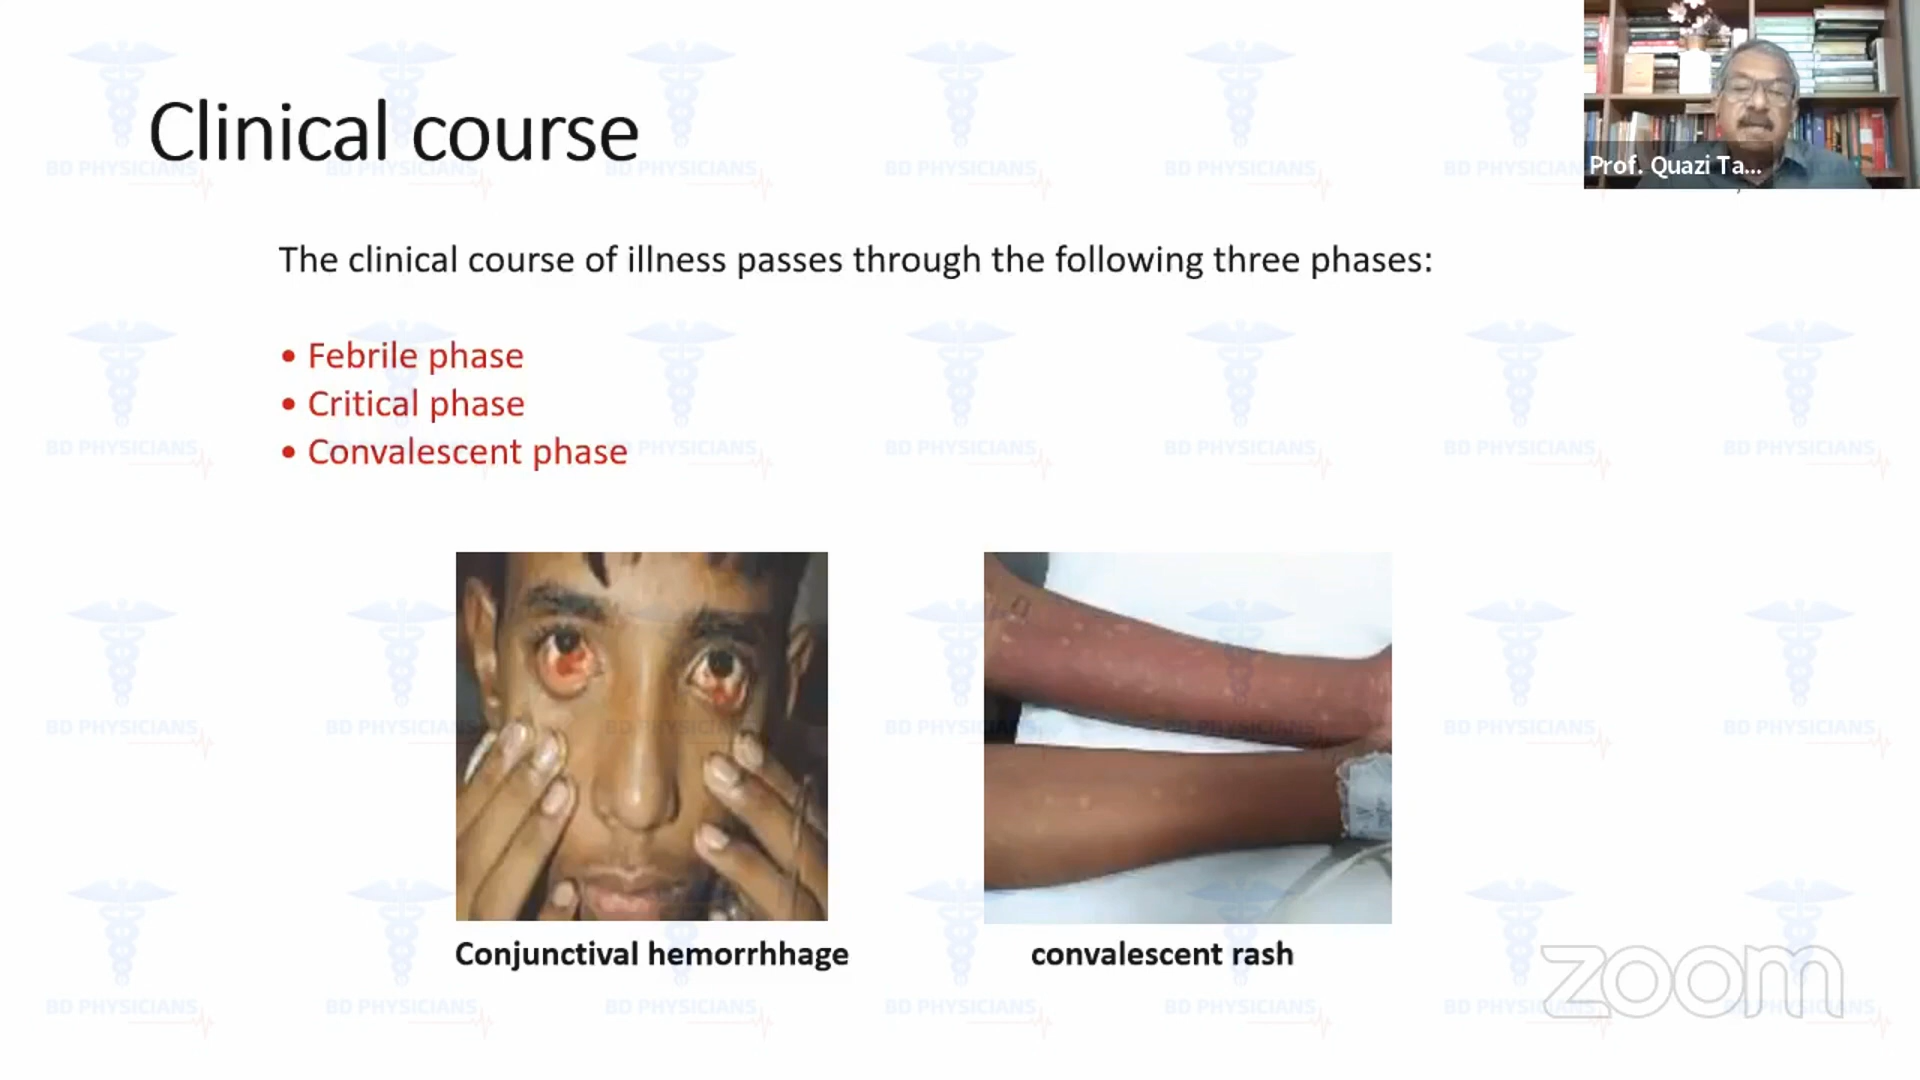 Clinical course
Prof. Quazi Ta...
The clinical course of illness passes through the following three phases:
• Febrile phase
• Critical phase
• Convalescent phase
Conjunctival hemorrhhage
convalescent rash
zoom
BD PHYSICIANS